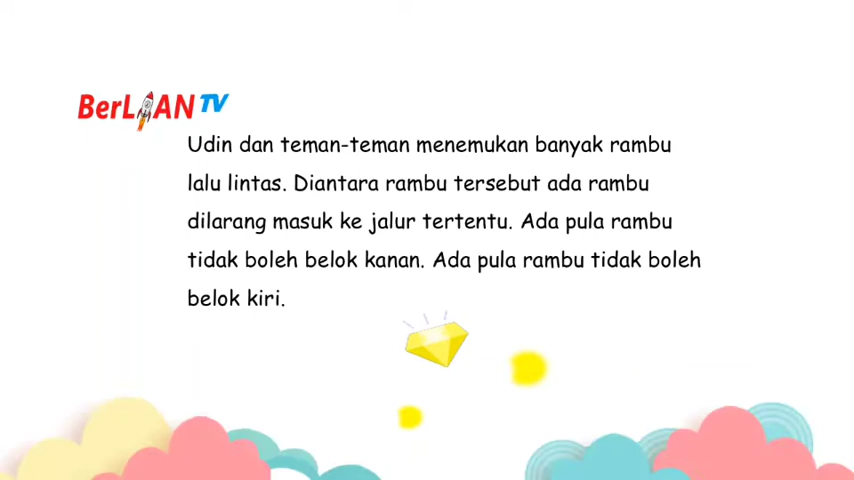 BerLIAN TV
Udin dan teman-teman menemukan banyak rambu
lalu lintas. Diantara rambu tersebut ada rambu
dilarang masuk ke jalur tertentu. Ada pula rambu
tidak boleh belok kanan. Ada pula rambu tidak boleh
belok kiri.